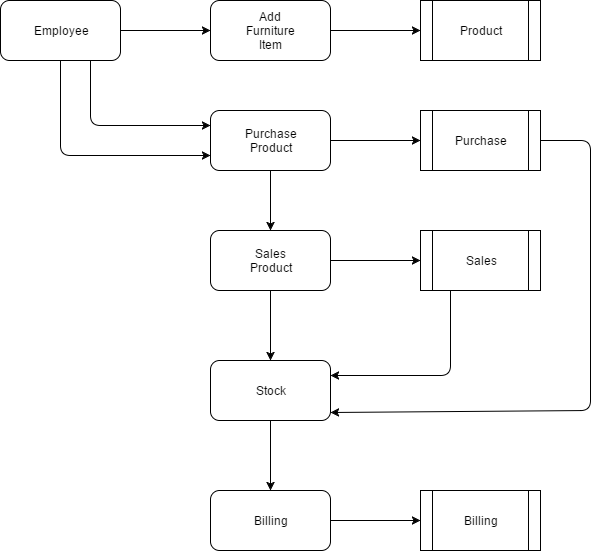 Employee
Add
Furniture
Item
Product
Purchase
Product
Purchase
Sales
Product
Sales
Stock
Billing
Billing